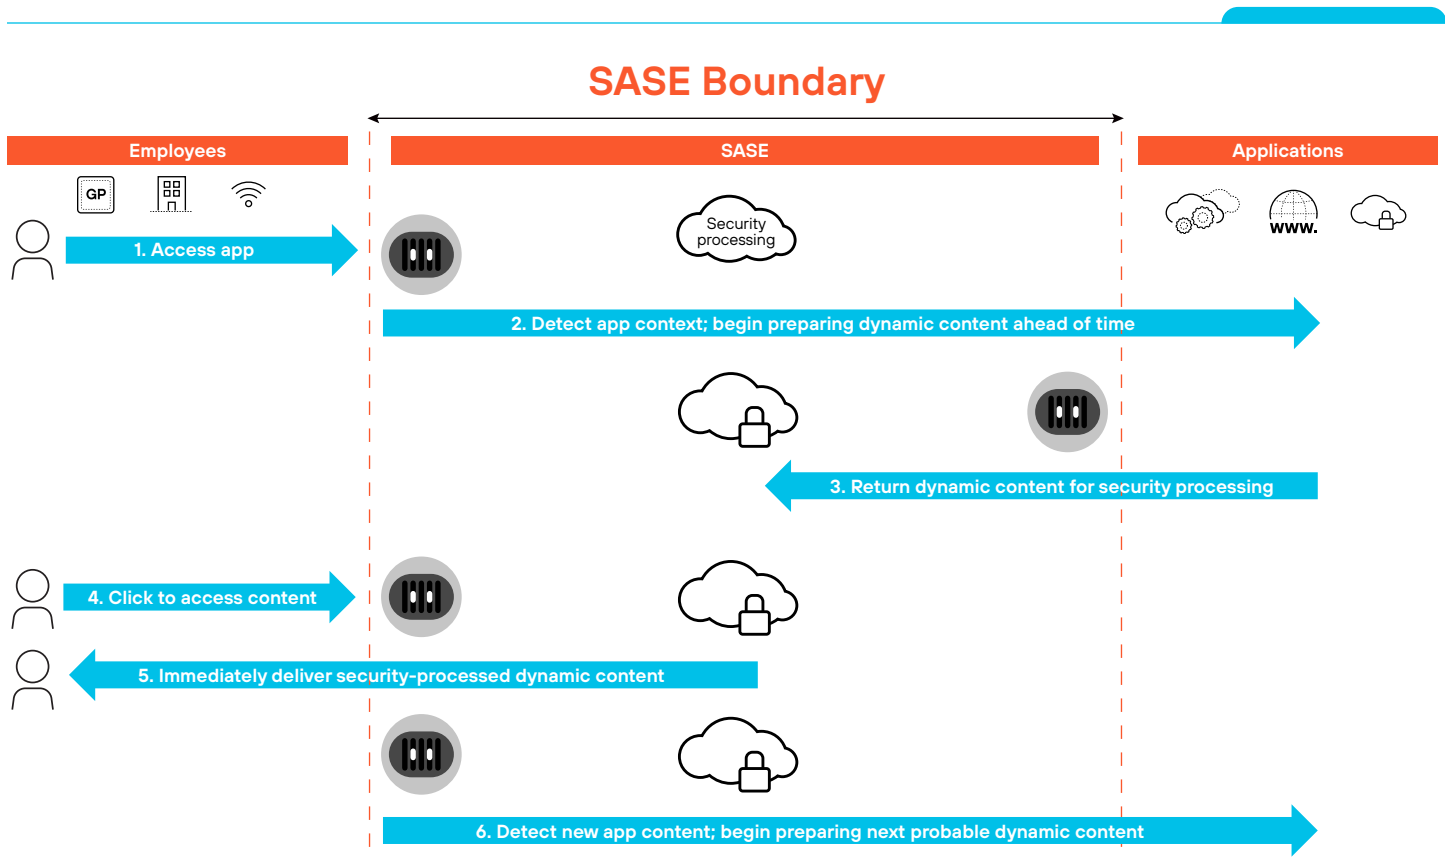 SASE Boundary
Employees
SASE
Applications
GP
Security
processing
www.
1. Access app
2. Detect app context; begin preparing dynamic content ahead of time
3. Return dynamic content for security processing
4. Click to access content
5. Immediately deliver security-processed dynamic content
6. Detect new app content; begin preparing next probable dynamic content